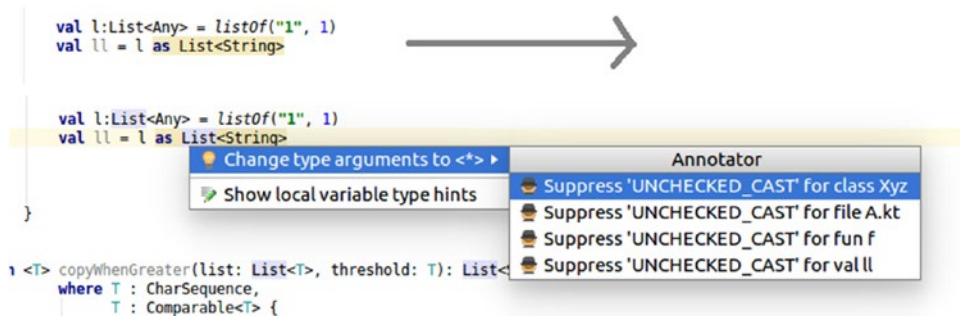 val l:List<Any> = listOf("1", 1)
val ll = l as List<String>
val l:List<Any> = listOf("1", 1)
val ll = l as List<String>
Change type arguments to <*>
Show local variable type hints
Annotator
Suppress 'UNCHECKED_CAST' for class Xyz
Suppress 'UNCHECKED_CAST' for file A.kt
Suppress 'UNCHECKED_CAST' for fun f
Suppress 'UNCHECKED_CAST' for val ll
}
<T> copyWhenGreater(list: List<T>, threshold: T): List<
where T : CharSequence,
T : Comparable<T> {